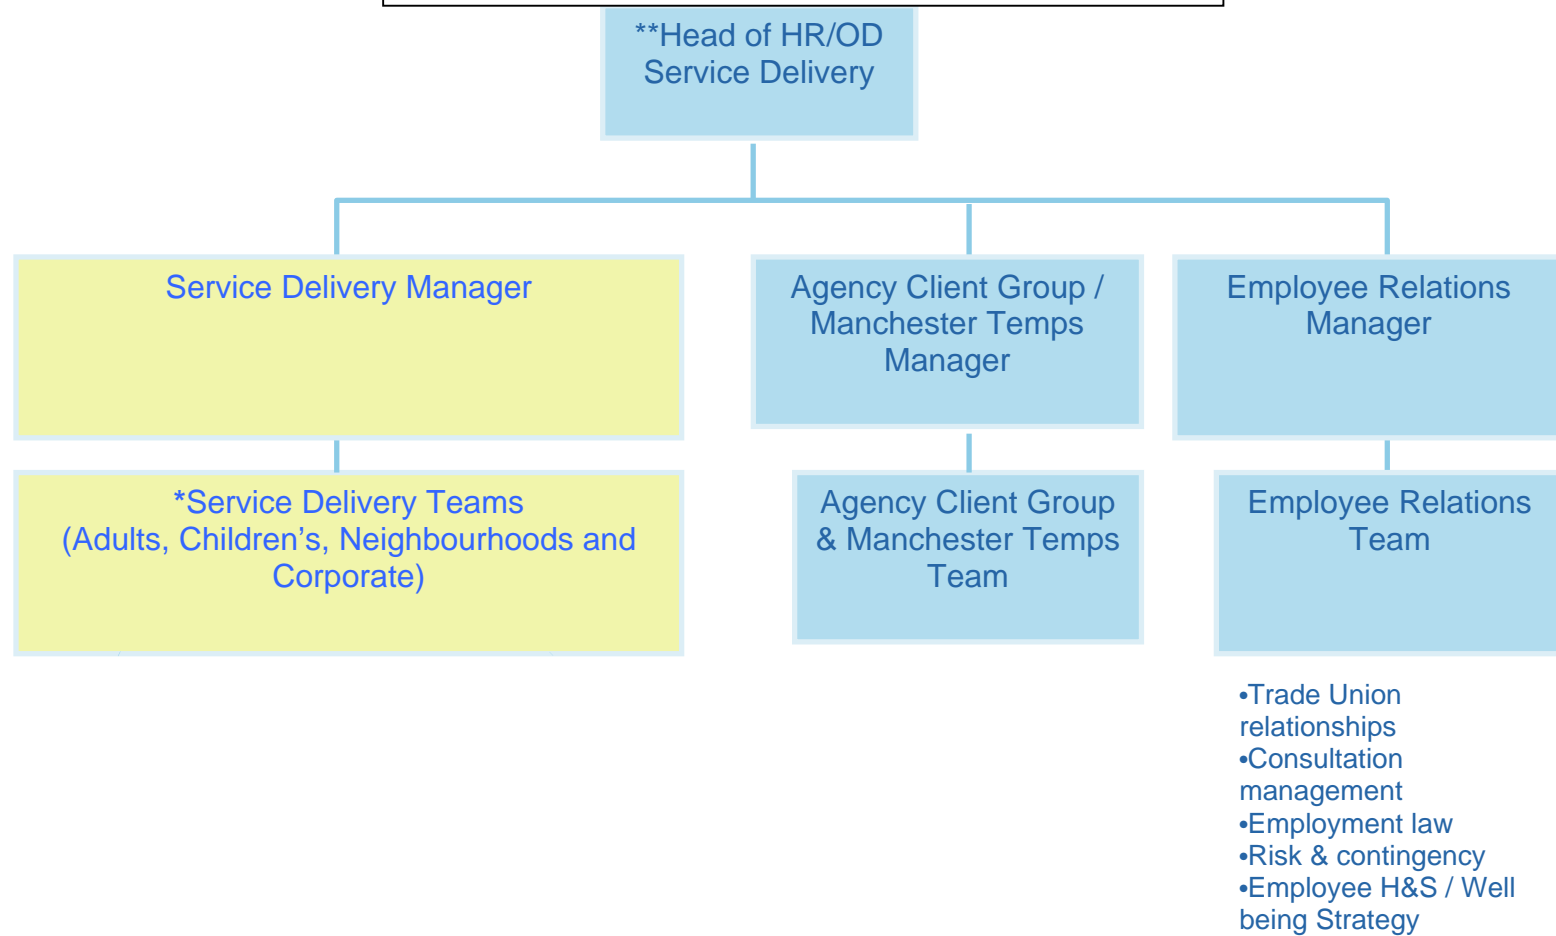 **Head of HR/OD
Service Delivery
Service Delivery Manager
Agency Client Group /
Manchester Temps
Manager
Employee Relations
Manager
*Service Delivery Teams
(Adults, Children’s, Neighbourhoods and
Corporate)
Agency Client Group
& Manchester Temps
Team
Employee Relations
Team
•Trade Union
relationships
•Consultation
management
•Employment law
•Risk & contingency
•Employee H&S / Well
being Strategy